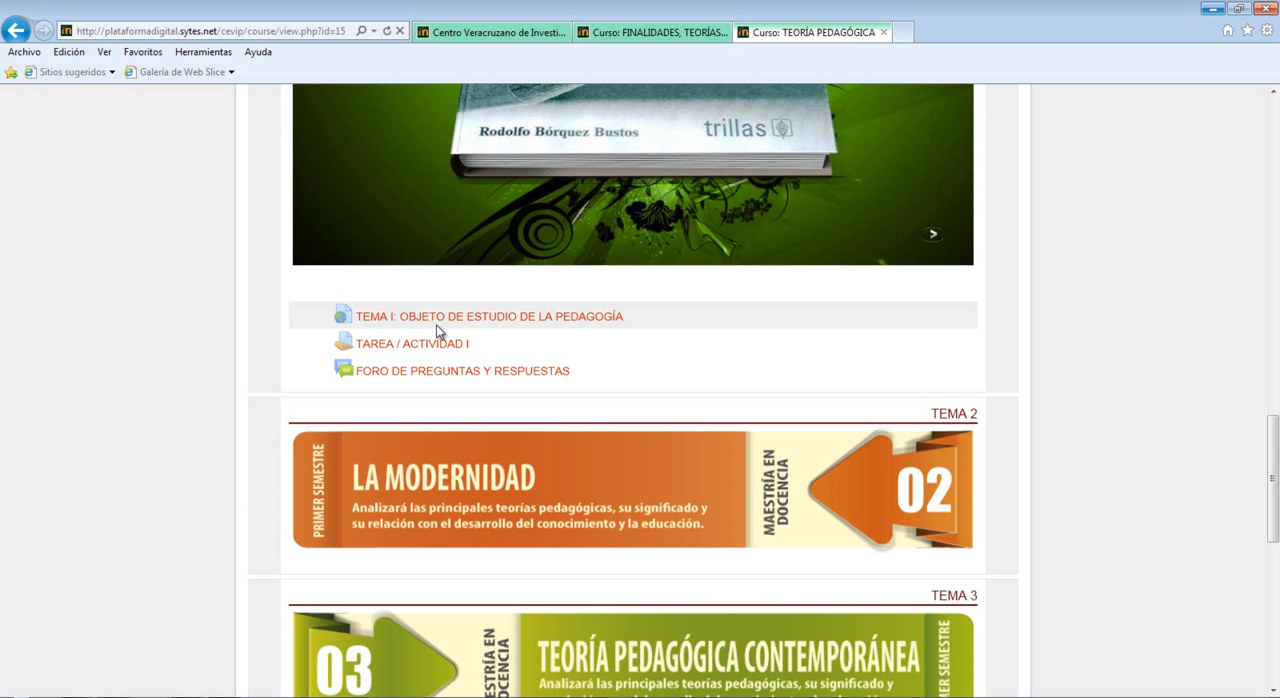 http://plataformadigital.sytes.net/cevip/course/view.php?id=15
Centro Veracruzano de Investi...
Curso: FINALIDADES, TEORÍAS...
Curso: TEORÍA PEDAGÓGICA
Archivo Edición Ver Favoritos Herramientas Ayuda
Sitios sugeridos
Galería de Web Slice
Rodolfo Bórquez Bustos
trillas
TEMA I: OBJETO DE ESTUDIO DE LA PEDAGOGÍA
TAREA / ACTIVIDAD I
FORO DE PREGUNTAS Y RESPUESTAS
TEMA 2
PRIMER SEMESTRE
LA MODERNIDAD
Analizará las principales teorías pedagógicas, su significado y
su relación con el desarrollo del conocimiento y la educación.
MAESTRÍA EN
DOCENCIA
02
TEMA 3
03
ESTRÍA EN
DOCENCIA
TEORÍA PEDAGÓGICA CONTEMPORÁNEA
Analizará las principales teorías pedagógicas, su significado y
SEMESTRE